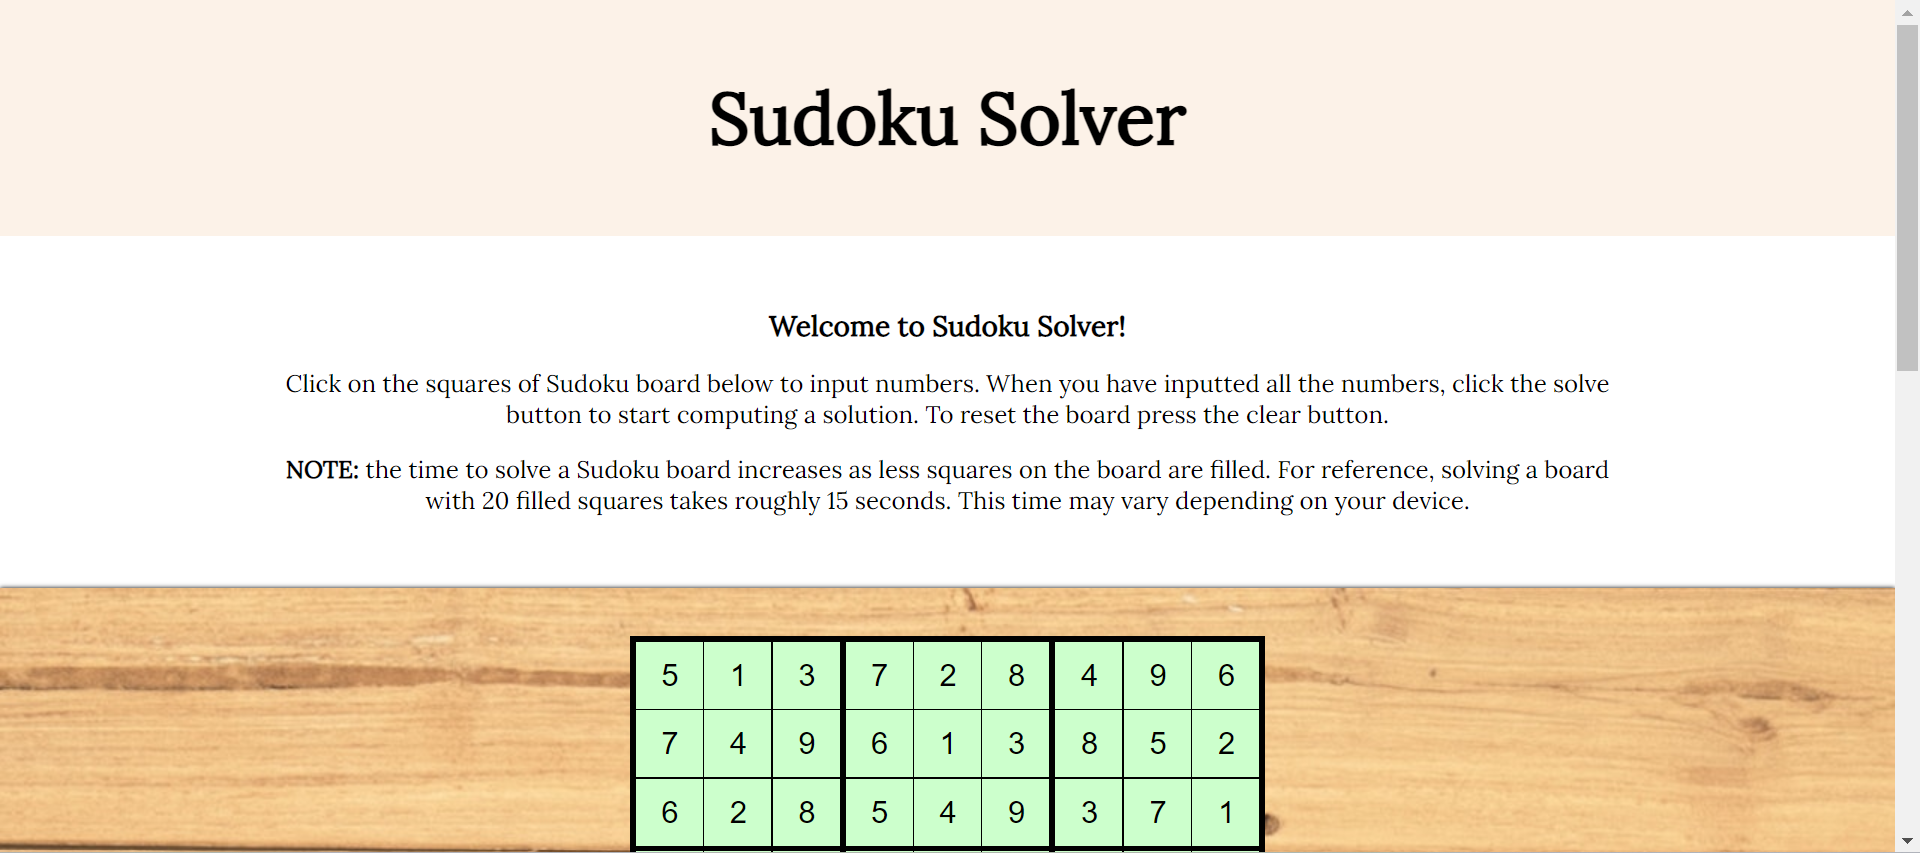 Sudoku Solver
Welcome to Sudoku Solver!
Click on the squares of Sudoku board below to input numbers. When you have inputted all the numbers, click the solve
button to start computing a solution. To reset the board press the clear button.
NOTE: the time to solve a Sudoku board increases as less squares on the board are filled. For reference, solving a board
with 20 filled squares takes roughly 15 seconds. This time may vary depending on your device.
5 1 3 7 2 8 4 9 6
7 4 9 6 1 3 8 5 2
6 2 8 5 4 9 3 7 1